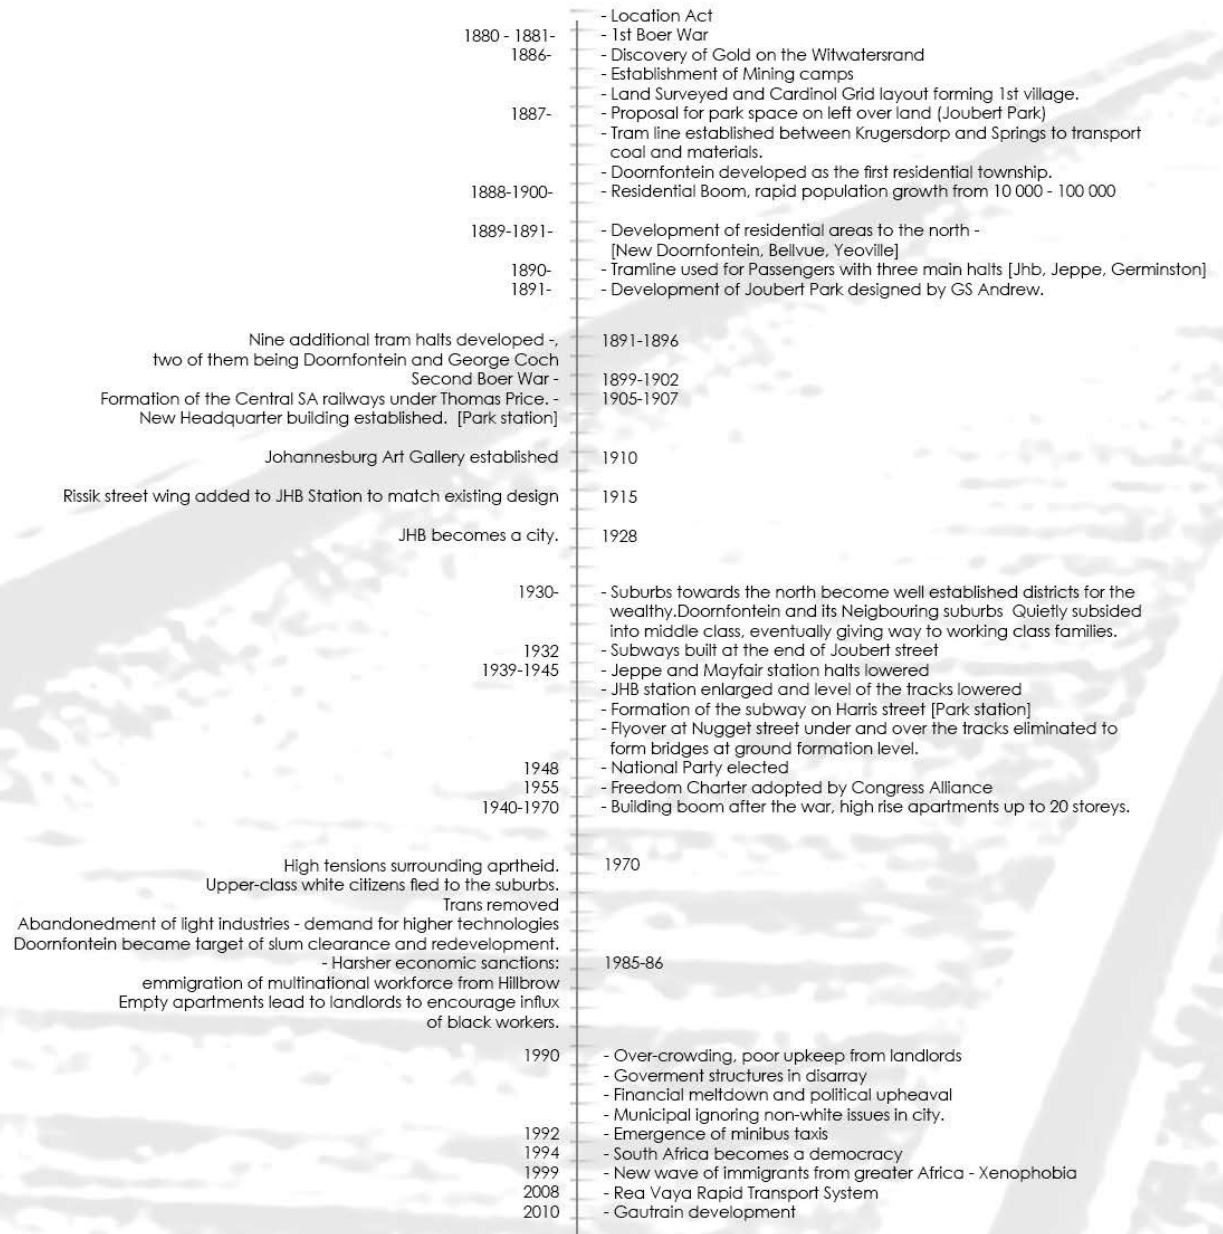 - Location Act
1880 - 1881- - 1st Boer War
1886- - Discovery of Gold on the Witwatersrand
- Establishment of Mining camps
- Land Surveyed and Cardinol Grid layout forming 1st village.
1887- - Proposal for park space on left over land (Joubert Park)
- Tram line established between Krugersdorp and Springs to transport
coal and materials.
- Doornfontein developed as the first residential township.
1888-1900- - Residential Boom, rapid population growth from 10 000 - 100 000
1889-1891- - Development of residential areas to the north -
[New Doornfontein, Bellvue, Yeoville]
1890- - Tramline used for Passengers with three main halts [Jhb, Jeppe, Germinston]
1891- - Development of Joubert Park designed by GS Andrew.
Nine additional tram halts developed -, 1891-1896
two of them being Doornfontein and George Coch
Second Boer War - 1899-1902
Formation of the Central SA railways under Thomas Price. - 1905-1907
New Headquarter building established. [Park station]
Johannesburg Art Gallery established 1910
Rissik street wing added to JHB Station to match existing design 1915
JHB becomes a city. 1928
1930- - Suburbs towards the north become well established districts for the
wealthy.Doornfontein and its Neigbouring suburbs Quietly subsided
into middle class, eventually giving way to working class families.
1932 - Subways built at the end of Joubert street
1939-1945 - Jeppe and Mayfair station halts lowered
- JHB station enlarged and level of the tracks lowered
- Formation of the subway on Harris street [Park station]
- Flyover at Nugget street under and over the tracks eliminated to
form bridges at ground formation level.
1948 - National Party elected
1955 - Freedom Charter adopted by Congress Alliance
1940-1970 - Building boom after the war, high rise apartments up to 20 storeys.
High tensions surrounding aprtheid. 1970
Upper-class white citizens fled to the suburbs.
Trans removed
Abandonedment of light industries - demand for higher technologies
Doornfontein became target of slum clearance and redevelopment.
- Harsher economic sanctions: 1985-86
emmigration of multinational workforce from Hillbrow
Empty apartments lead to landlords to encourage influx
of black workers.
1990 - Over-crowding, poor upkeep from landlords
- Goverment structures in disarray
- Financial meltdown and political upheaval
- Municipal ignoring non-white issues in city.
1992 - Emergence of minibus taxis
1994 - South Africa becomes a democracy
1999 - New wave of immigrants from greater Africa - Xenophobia
2008 - Rea Vaya Rapid Transport System
2010 - Gautrain development